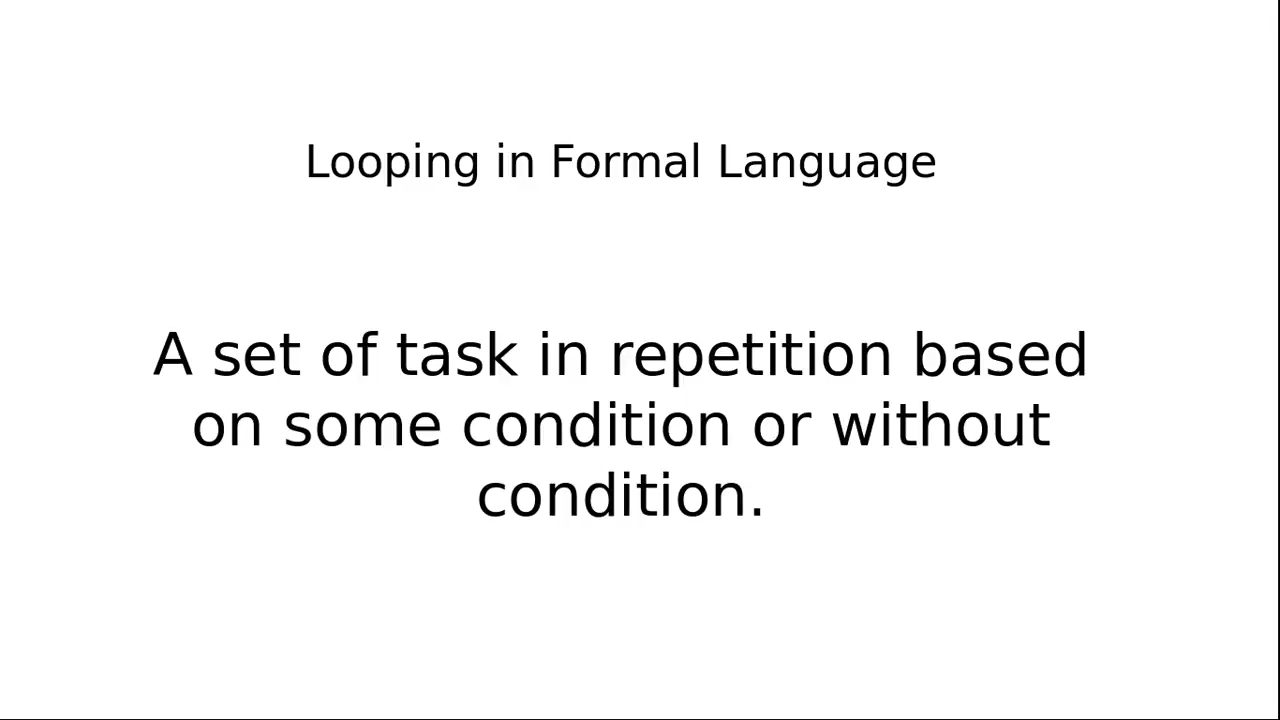 Looping in Formal Language
A set of task in repetition based
on some condition or without
condition.